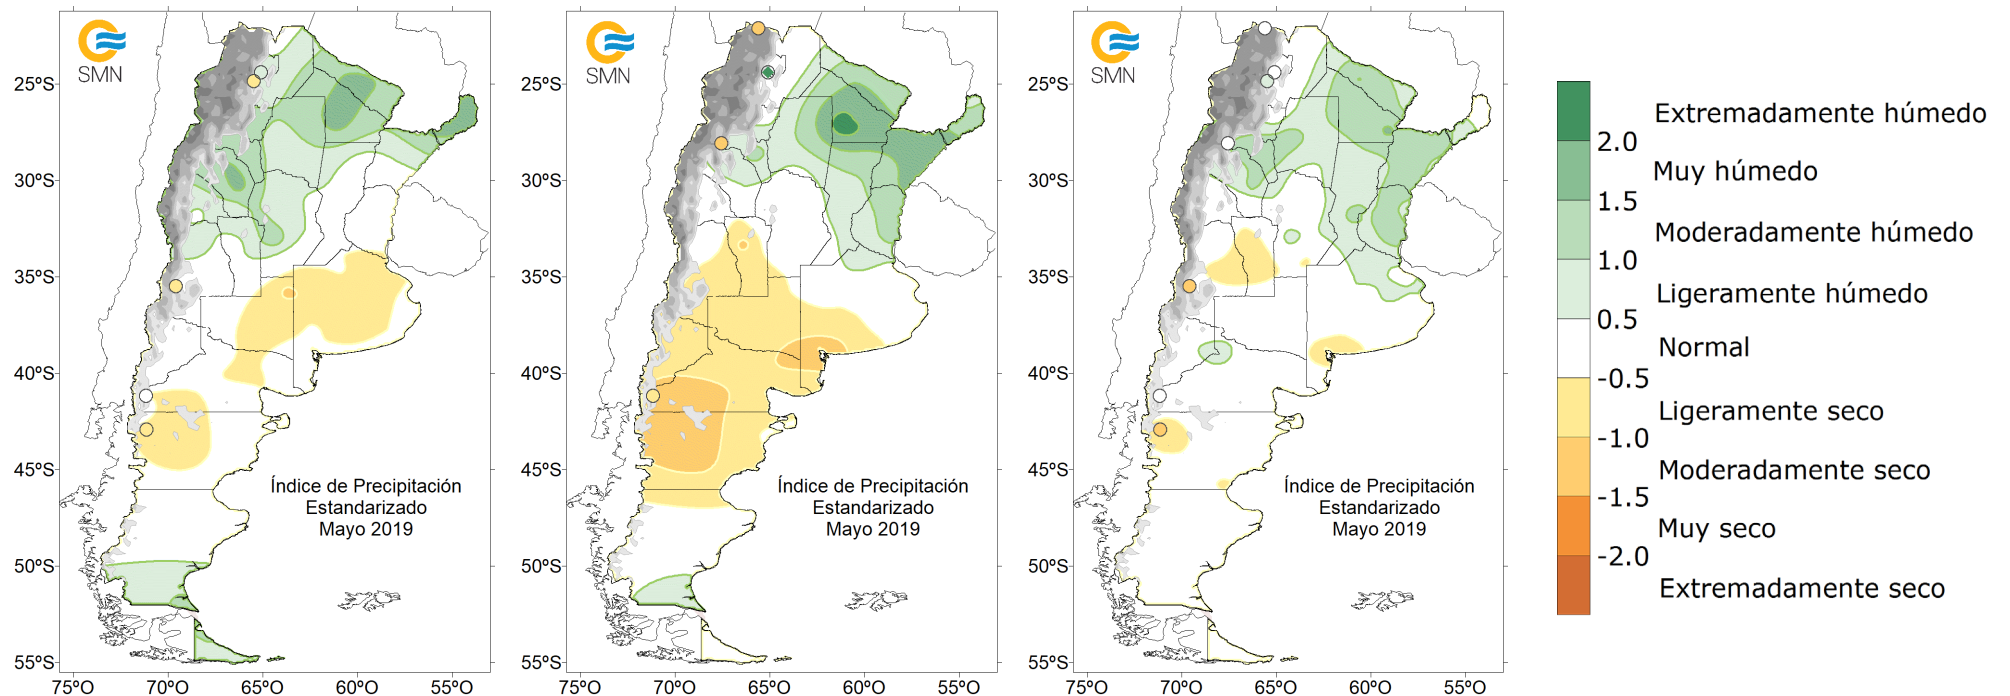 SMN
25ºS
30ºS
35ºS
40ºS
45ºS
50ºS
55ºS
Índice de Precipitación
Estandarizado
Mayo 2019
75ºO
70ºO
65ºO
60ºO
55ºO
SMN
25ºS
30ºS
35ºS
40ºS
45ºS
50ºS
55ºS
Índice de Precipitación
Estandarizado
Mayo 2019
75ºO
70ºO
65ºO
60ºO
55ºO
SMN
25ºS
30ºS
35ºS
40ºS
45ºS
50ºS
55ºS
Índice de Precipitación
Estandarizado
Mayo 2019
75ºO
70ºO
65ºO
60ºO
55ºO
Extremadamente húmedo
2.0
Muy húmedo
1.5
Moderadamente húmedo
1.0
Ligeramente húmedo
0.5
Normal
-0.5
Ligeramente seco
-1.0
Moderadamente seco
-1.5
Muy seco
-2.0
Extremadamente seco